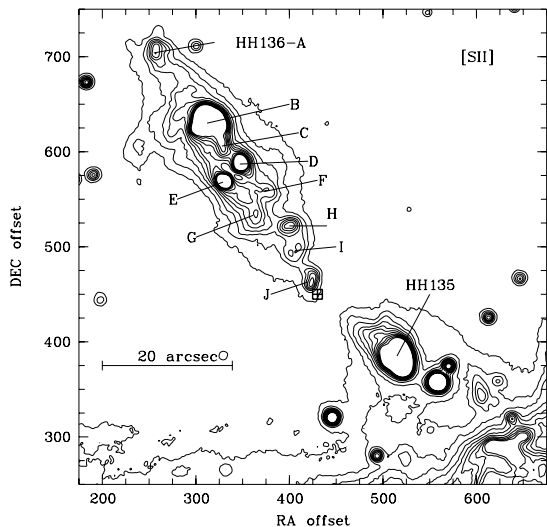 700
600
500
400
300
DEC offset
HH136-A
[SII]
B
C
D
E
F
G
H
I
J
HH135
20 arcsec
200
300
400
500
600
RA offset